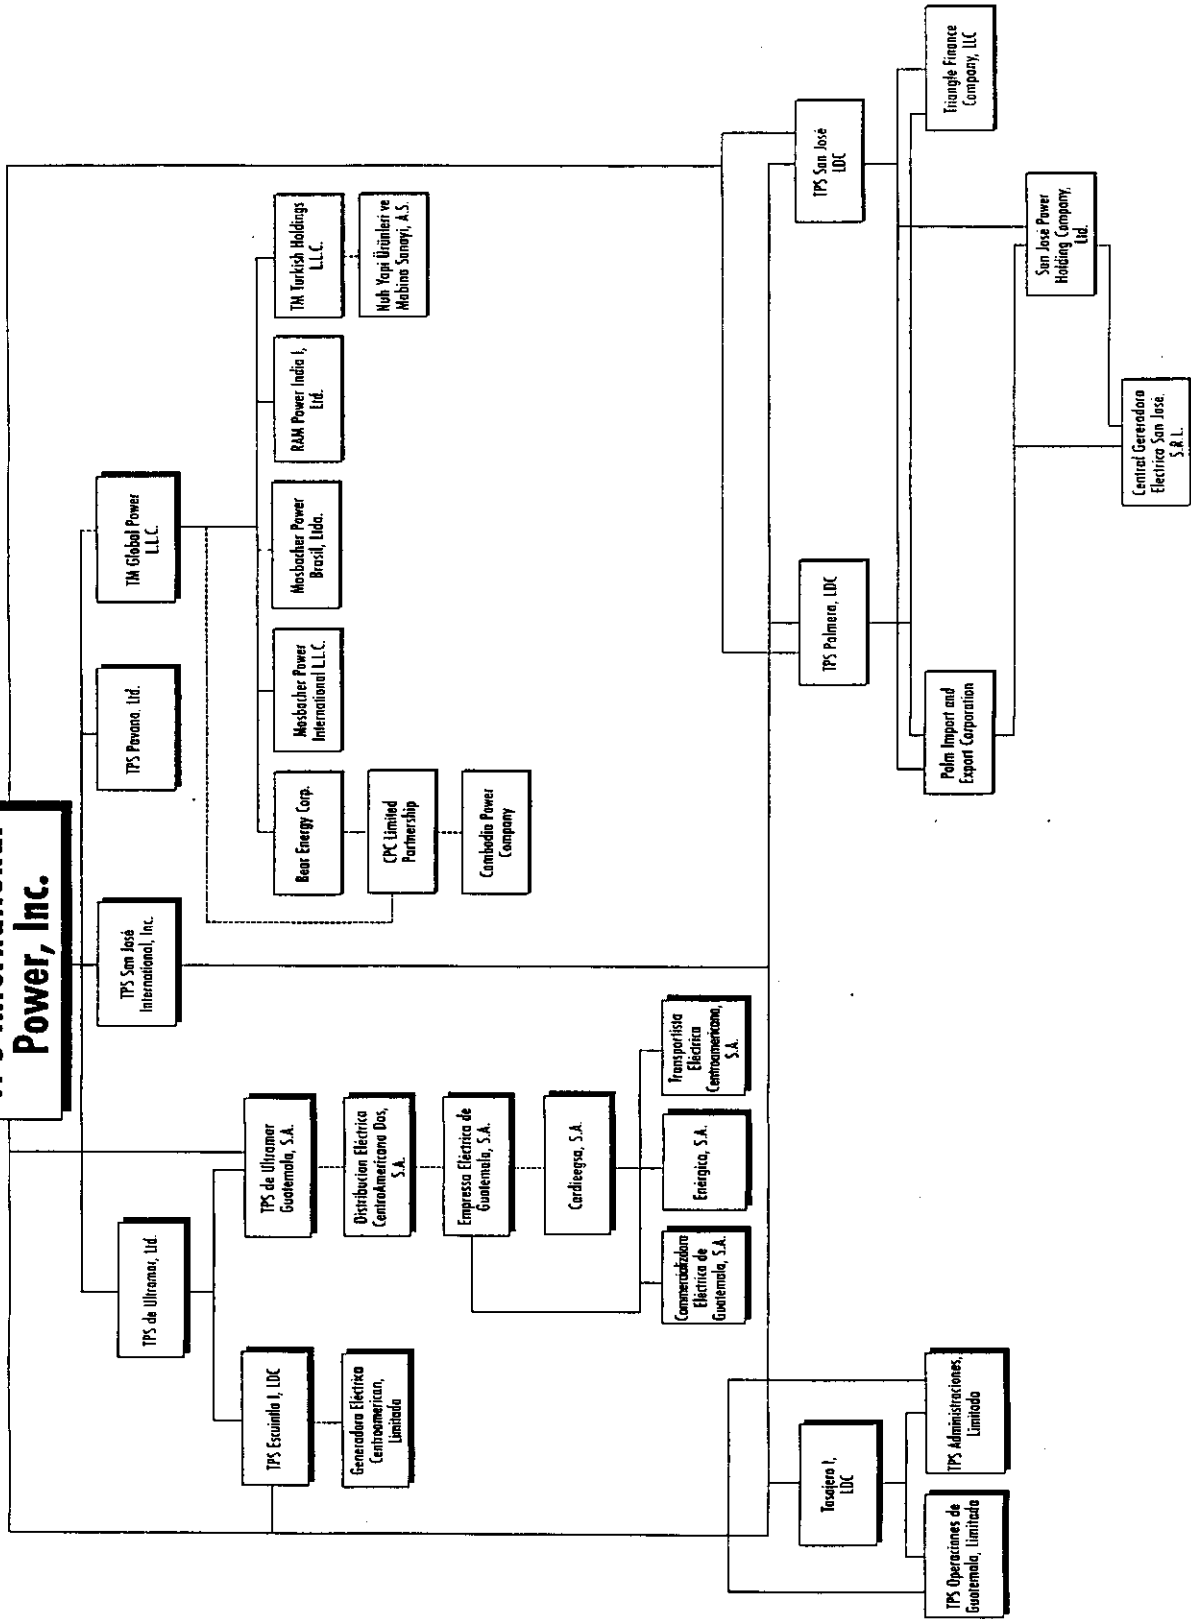 Power, Inc.
TPS de Ultramar, Ltd.
TPS San José
International, Inc.
TPS Pavana, Ltd.
TM Global Power
L.L.C.
TPS Escuintla I, LDC
Generadora Eléctrica
Centroamerican,
Limitada
TPS de Ultramar
Guatemala, S.A.
Distribucion Eléctrica
CentroAmericana Dos,
S.A.
Empressa Eléctrica de
Guatemala, S.A.
Cardieegsa, S.A.
Commercializdora
Eléctrica de
Guatemala, S.A.
Enérgica, S.A.
Transportista
Eléctrica
Centroamericana,
S.A.
Bear Energy Corp.
CPC Limited
Partnership
Cambodia Power
Company
Mosbacher Power
International L.L.C.
Mosbacher Power
Brasil, Ltda.
RAM Power India I,
Ltd.
TM Turkish Holdings
L.L.C.
Nuh Yapi Ürünleri ve
Mabina Sanayi, A.S.
Tasajero I,
LDC
TPS Operaciones de
Guatemala, Limitada
TPS Administraciones,
Limitada
TPS Palmera, LDC
TPS San José
LDC
Palm Import and
Export Corporation
San José Power
Holding Company,
Ltd.
Triangle Finance
Company, LLC
Central Gereradora
Electrica San José,
S.R.L.